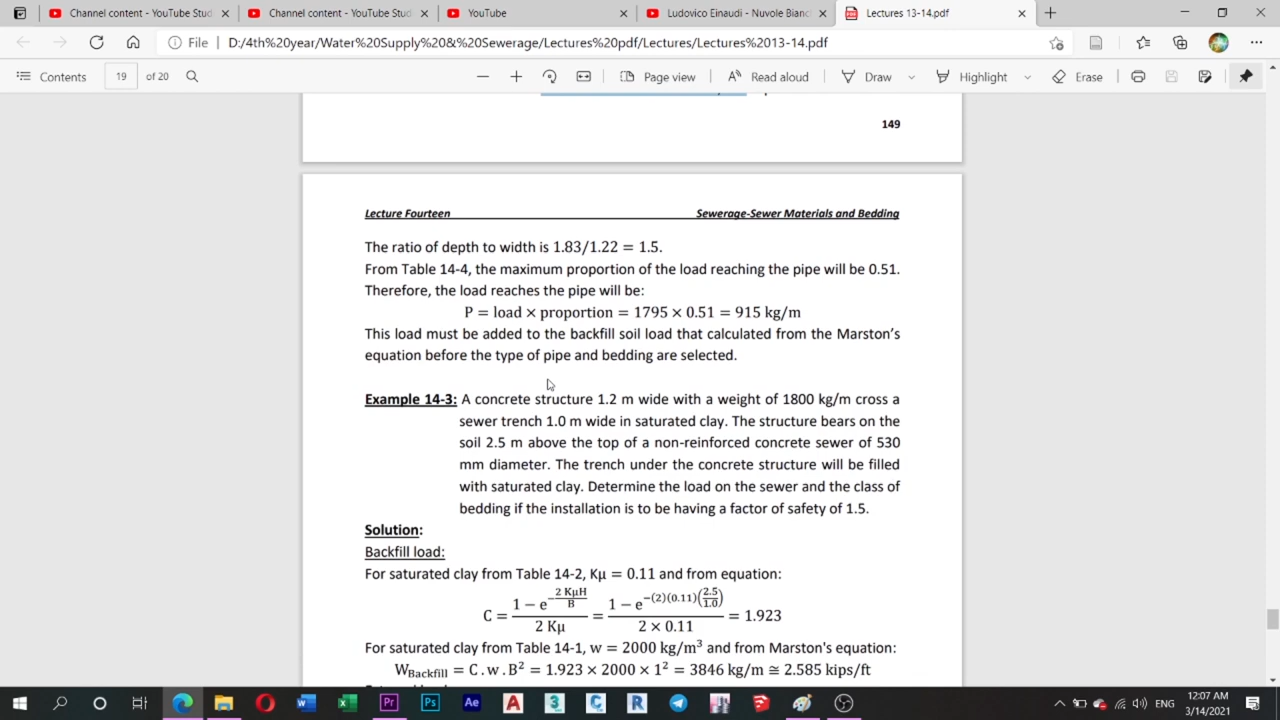 Channel content - YouTube Stud
Channel content - YouTube Stud
YouTube
Ludovico Einaudi - Nuvole Bianch
Lectures 13-14.pdf
File
D:/4th%20year/Water%20Supply%20&%20Sewerage/Lectures%20pdf/Lectures/Lectures%2013-14.pdf
Contents
19
of 20
Page view
Read aloud
Draw
Highlight
Erase
149
Lecture Fourteen
Sewerage-Sewer Materials and Bedding
The ratio of depth to width is 1.83/1.22 = 1.5.
From Table 14-4, the maximum proportion of the load reaching the pipe will be 0.51.
Therefore, the load reaches the pipe will be:
P = load × proportion = 1795 × 0.51 = 915 kg/m
This load must be added to the backfill soil load that calculated from the Marston's
equation before the type of pipe and bedding are selected.
Example 14-3: A concrete structure 1.2 m wide with a weight of 1800 kg/m cross a
sewer trench 1.0 m wide in saturated clay. The structure bears on the
soil 2.5 m above the top of a non-reinforced concrete sewer of 530
mm diameter. The trench under the concrete structure will be filled
with saturated clay. Determine the load on the sewer and the class of
bedding if the installation is to be having a factor of safety of 1.5.
Solution:
Backfill load:
For saturated clay from Table 14-2, Kμ = 0.11 and from equation:
C = (1 − e^(−2 KμH/B))/(2 Kμ) = (1 − e^(−(2)(0.11)(2.5/1.0)))/(2 × 0.11) = 1.923
For saturated clay from Table 14-1, w = 2000 kg/m³ and from Marston's equation:
W_Backfill = C . w . B² = 1.923 × 2000 × 1² = 3846 kg/m ≅ 2.585 kips/ft
ENG
12:07 AM
3/14/2021